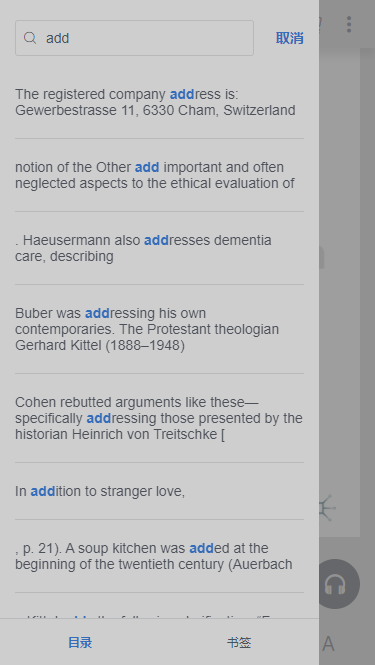 add
取消
The registered company address is:
Gewerbestrasse 11, 6330 Cham, Switzerland
notion of the Other add important and often
neglected aspects to the ethical evaluation of
. Haeusermann also addresses dementia
care, describing
Buber was addressing his own
contemporaries. The Protestant theologian
Gerhard Kittel (1888–1948)
Cohen rebutted arguments like these—
specifically addressing those presented by the
historian Heinrich von Treitschke [
In addition to stranger love,
, p. 21). A soup kitchen was added at the
beginning of the twentieth century (Auerbach
目录
书签
A